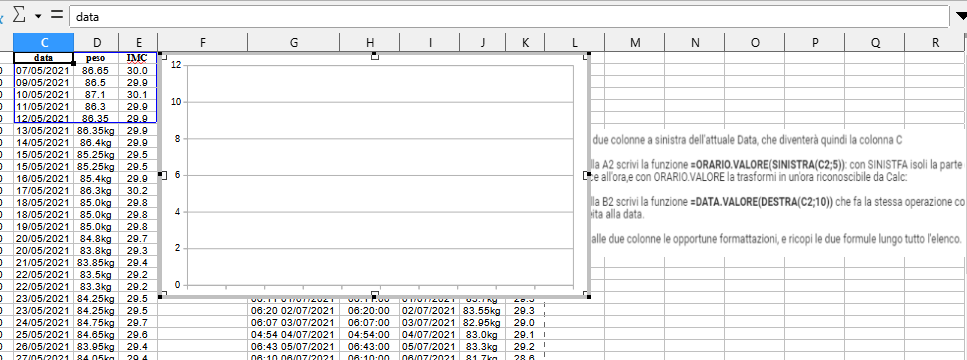 data
C D E F G H I J K L M N O P Q R
data peso IMC
07/05/2021 86.65 30.0
09/05/2021 86.5 29.9
10/05/2021 87.1 30.1
11/05/2021 86.3 29.9
12/05/2021 86.35 29.9
13/05/2021 86.35kg 29.9
14/05/2021 86.4kg 29.9
15/05/2021 85.25kg 29.5
15/05/2021 85.25kg 29.5
16/05/2021 85.4kg 29.9
17/05/2021 86.3kg 30.2
18/05/2021 85.0kg 29.8
18/05/2021 85.0kg 29.8
19/05/2021 85.0kg 29.8
20/05/2021 84.8kg 29.7
20/05/2021 83.8kg 29.3
21/05/2021 83.85kg 29.4
22/05/2021 83.5kg 29.2
22/05/2021 83.3kg 29.2
23/05/2021 84.25kg 29.5
23/05/2021 84.25kg 29.5 06:20 02/07/2021 06:20:00 02/07/2021 83.55kg 29.3
24/05/2021 84.75kg 29.7 06:07 03/07/2021 06:07:00 03/07/2021 82.95kg 29.0
25/05/2021 84.65kg 29.6 04:54 04/07/2021 04:54:00 04/07/2021 83.0kg 29.1
26/05/2021 83.95kg 29.4 06:43 05/07/2021 06:43:00 05/07/2021 83.3kg 29.2
27/05/2021 84.05kg 29.4 06:10 06/07/2021 06:10:00 06/07/2021 81.7kg 28.6
12
10
8
6
4
2
0
due colonne a sinistra dell'attuale Data, che diventerà quindi la colonna C
lla A2 scrivi la funzione =ORARIO.VALORE(SINISTRA(C2;5)): con SINISTFA isoli la parte
ce all'ora,e con ORARIO.VALORE la trasformi in un'ora riconoscibile da Calc:
lla B2 scrivi la funzione =DATA.VALORE(DESTRA(C2;10)) che fa la stessa operazione co
ita alla data.
alle due colonne le opportune formattazioni, e ricopi le due formule lungo tutto l'elenco.